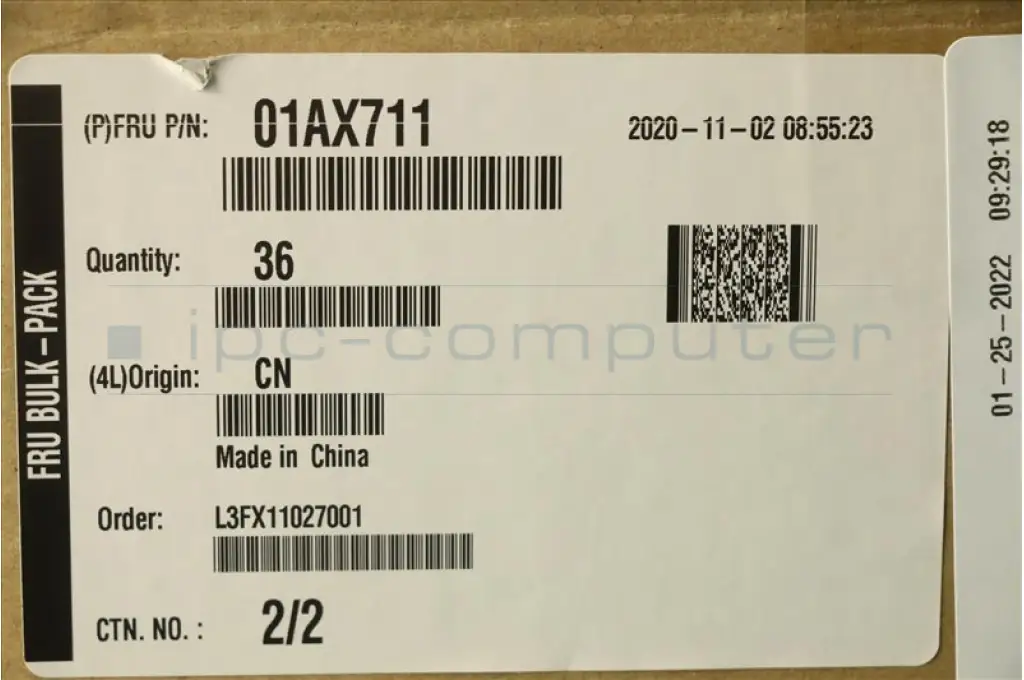 (P)FRU P/N: 01AX711
2020-11-02 08:55:23
Quantity: 36
ipc-computer
(4L)Origin: CN
Made in China
Order: L3FX11027001
CTN. NO. : 2/2
FRU BULK-PACK
01-25-2022 09:29:18